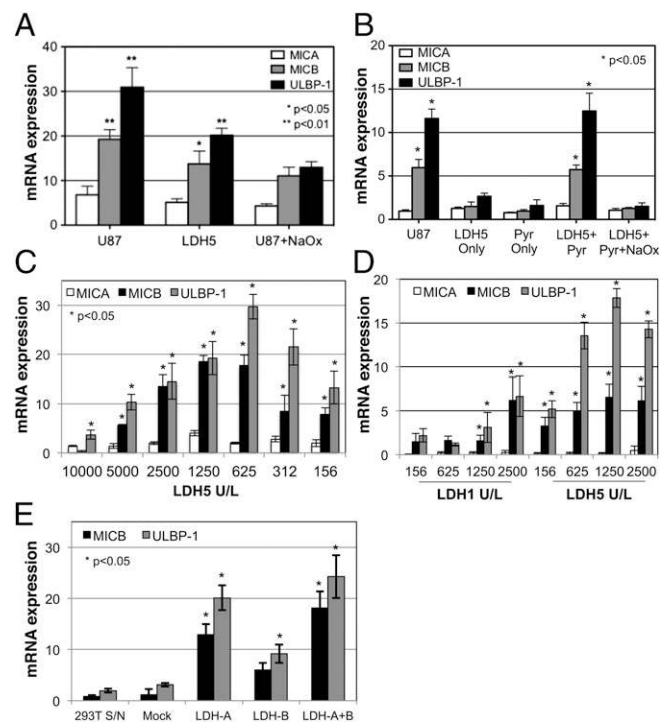 A
mRNA expression
40
30
20
10
0
MICA
MICB
ULBP-1
* p<0.05
** p<0.01
** ** * **
U87 LDH5 U87+NaOx
B
mRNA expression
20
15
10
5
0
MICA
MICB
ULBP-1
* p<0.05
* * * *
U87 LDH5 Only Pyr Only LDH5+ Pyr LDH5+ Pyr+NaOx
C
mRNA expression
30
20
10
0
MICA MICB ULBP-1
* p<0.05
* * * * * * * * * * * * *
10000 5000 2500 1250 625 312 156
LDH5 U/L
D
mRNA expression
20
15
10
5
0
MICA MICB ULBP-1
* p<0.05
* * * * * * * * * * * *
156 625 1250 2500 156 625 1250 2500
LDH1 U/L LDH5 U/L
E
mRNA expression
30
20
10
0
MICB ULBP-1
* p<0.05
* * * * *
293T S/N Mock LDH-A LDH-B LDH-A+B